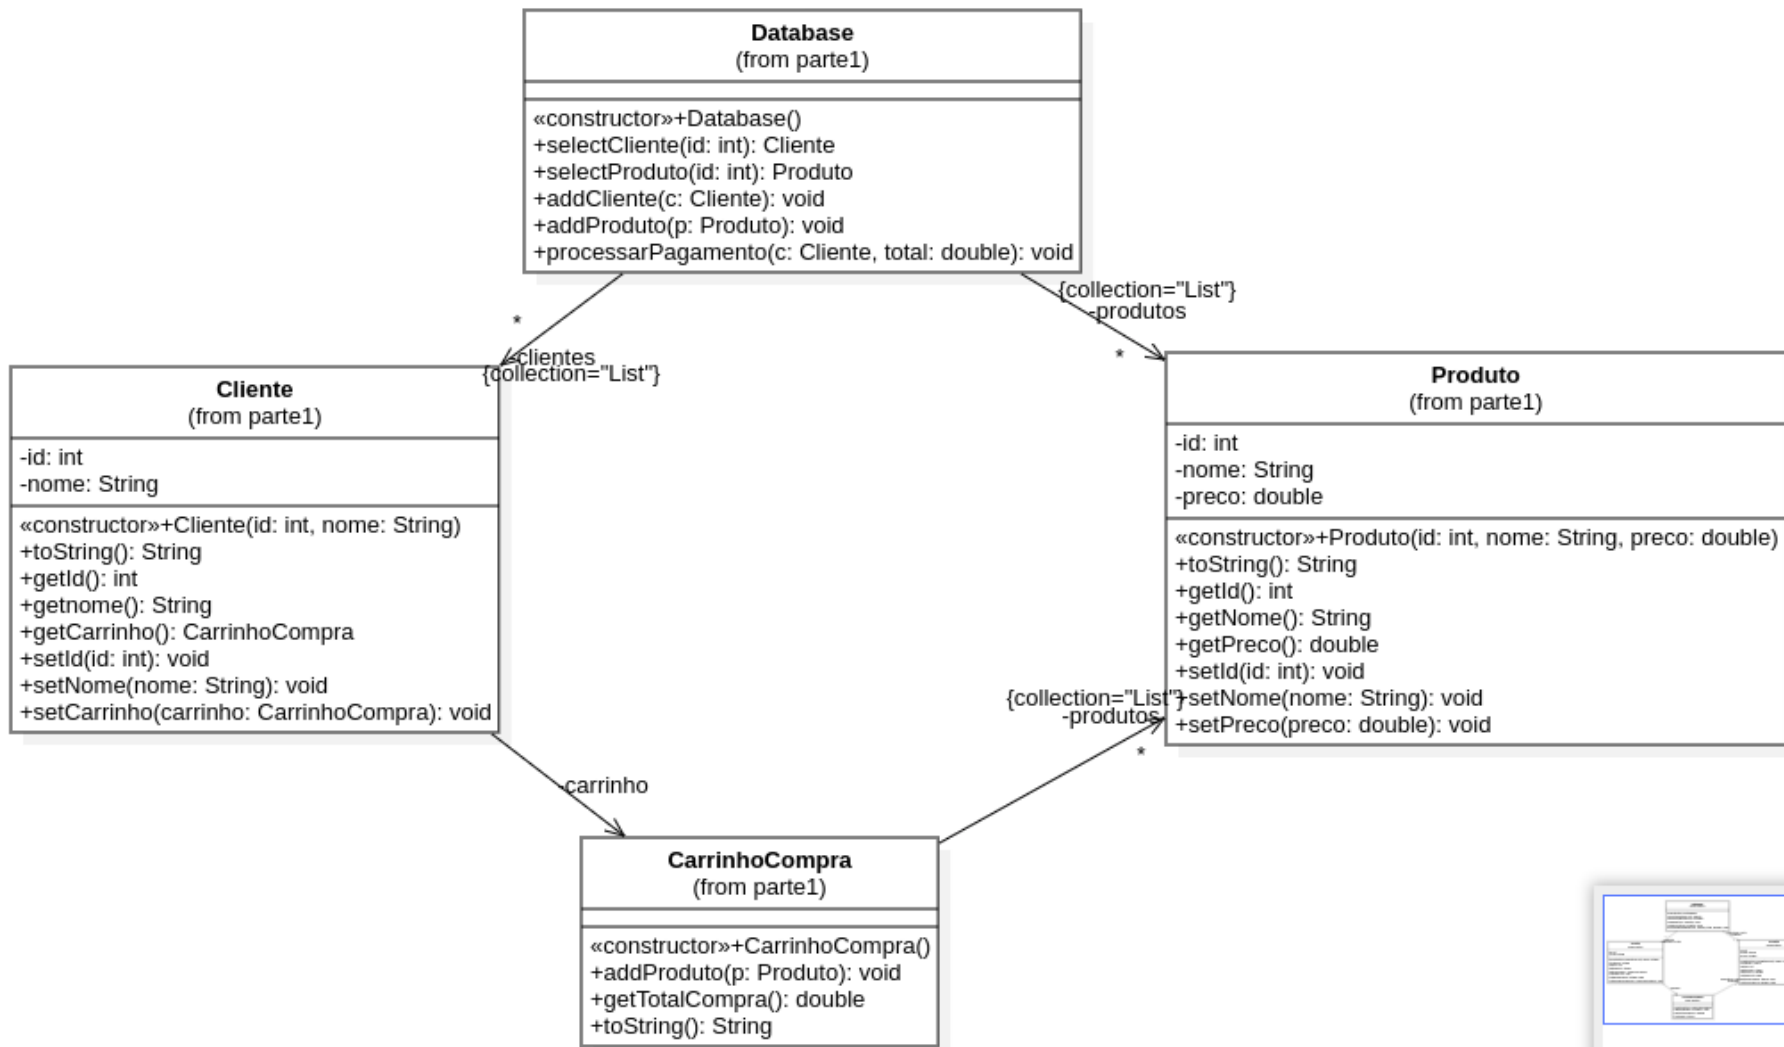 Database
(from parte1)
«constructor»+Database()
+selectCliente(id: int): Cliente
+selectProduto(id: int): Produto
+addCliente(c: Cliente): void
+addProduto(p: Produto): void
+processarPagamento(c: Cliente, total: double): void
{collection="List"}
-produtos
*
*
-clientes
{collection="List"}
Cliente
(from parte1)
-id: int
-nome: String
«constructor»+Cliente(id: int, nome: String)
+toString(): String
+getId(): int
+getnome(): String
+getCarrinho(): CarrinhoCompra
+setId(id: int): void
+setNome(nome: String): void
+setCarrinho(carrinho: CarrinhoCompra): void
Produto
(from parte1)
-id: int
-nome: String
-preco: double
«constructor»+Produto(id: int, nome: String, preco: double)
+toString(): String
+getId(): int
+getNome(): String
+getPreco(): double
+setId(id: int): void
+setNome(nome: String): void
+setPreco(preco: double): void
{collection="List"}
-produtos
*
-carrinho
CarrinhoCompra
(from parte1)
«constructor»+CarrinhoCompra()
+addProduto(p: Produto): void
+getTotalCompra(): double
+toString(): String